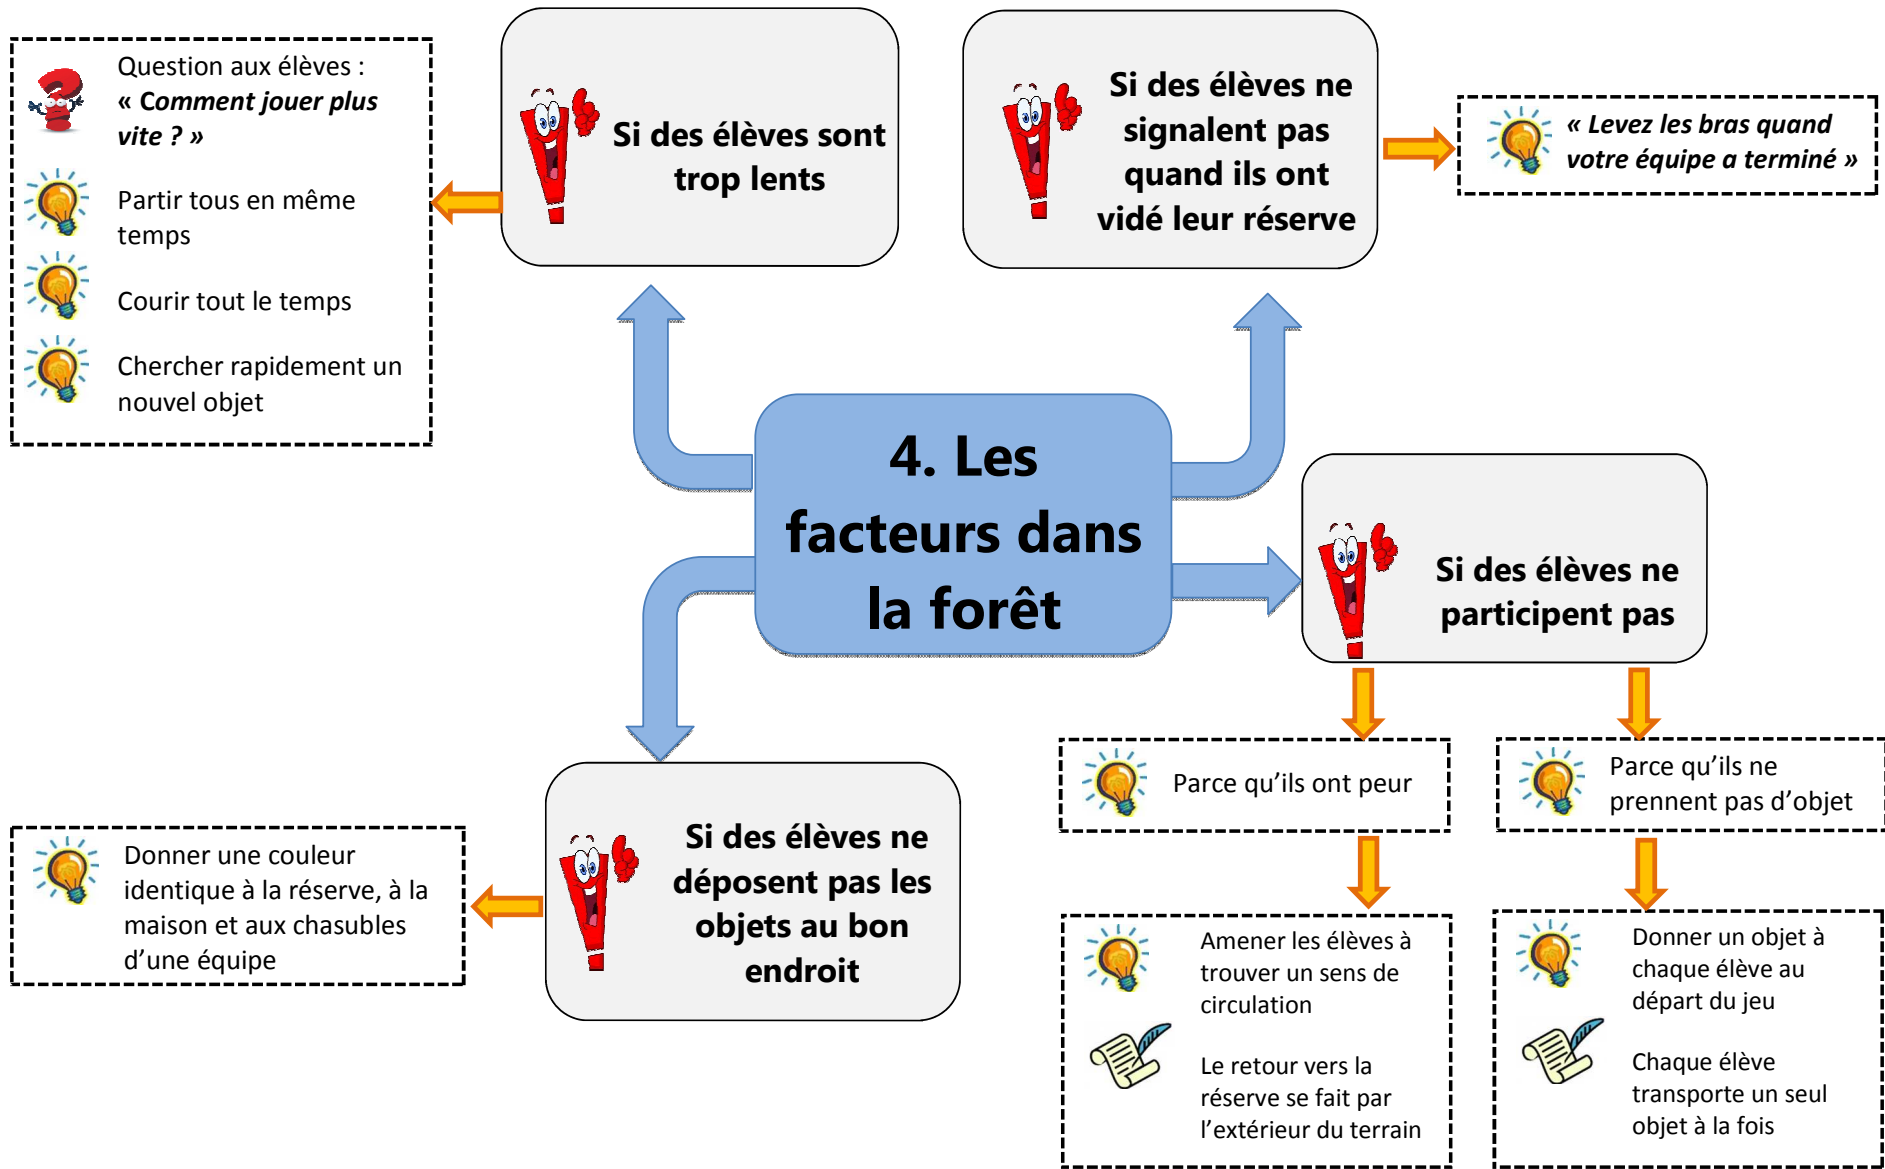 Question aux élèves :
« Comment jouer plus
vite ? »
Partir tous en même
temps
Courir tout le temps
Chercher rapidement un
nouvel objet
Si des élèves sont
trop lents
Si des élèves ne
signalent pas
quand ils ont
vidé leur réserve
« Levez les bras quand
votre équipe a terminé »
4. Les
facteurs dans
la forêt
Si des élèves ne
participent pas
Parce qu’ils ont peur
Parce qu’ils ne
prennent pas d’objet
Amener les élèves à
trouver un sens de
circulation
Le retour vers la
réserve se fait par
l’extérieur du terrain
Donner un objet à
chaque élève au
départ du jeu
Chaque élève
transporte un seul
objet à la fois
Si des élèves ne
déposent pas les
objets au bon
endroit
Donner une couleur
identique à la réserve, à la
maison et aux chasubles
d’une équipe